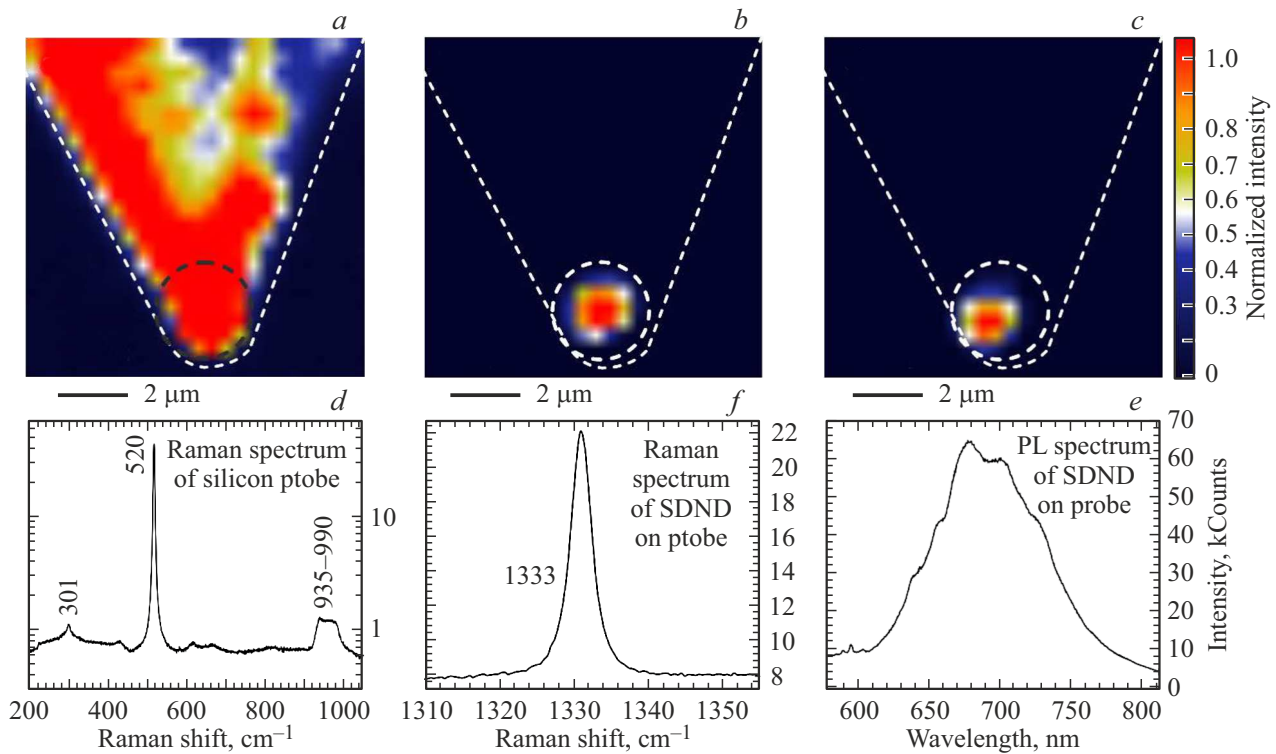 a
b
c
1.0
0.8
0.7
0.6
0.5
0.3
0
Normalized intensity
2 μm
2 μm
2 μm
d
f
e
Raman spectrum
of silicon ptobe
520
301
935–990
10
1
200 400 600 800 1000
Raman shift, cm–1
Raman
spectrum
of SDND
on ptobe
1333
22
20
18
16
14
12
10
8
1310 1320 1330 1340 1350
Raman shift, cm–1
PL spectrum
of SDND
on probe
70
60
50
40
30
20
10
0
Intensity, kCounts
600 650 700 750 800
Wavelength, nm